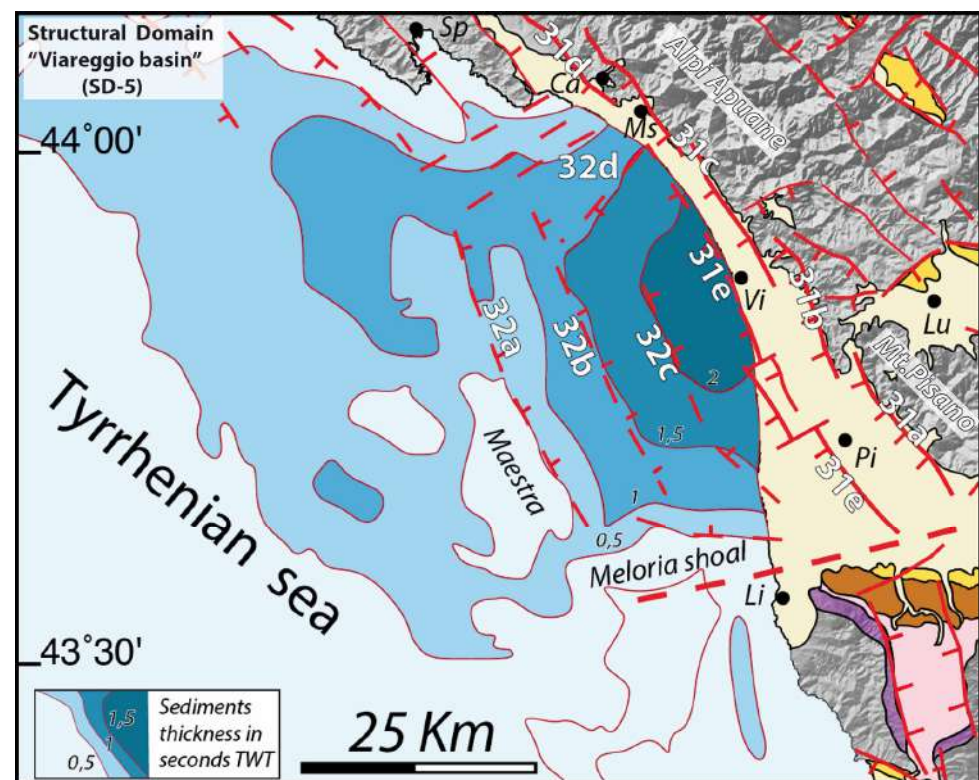 Structural Domain
“Viareggio basin”
(SD-5)
Sp
31d
Ca
Alpi Apuane
Ms
44°00'
31c
32d
31e
Vi
31b
Lu
32a
32b
32c
2
Mt.Pisano
31a
Maestra
1,5
Pi
31e
1
0,5
Meloria shoal
Tyrrhenian sea
Li
43°30'
1,5
1
0,5
Sediments
thickness in
seconds TWT
25 Km